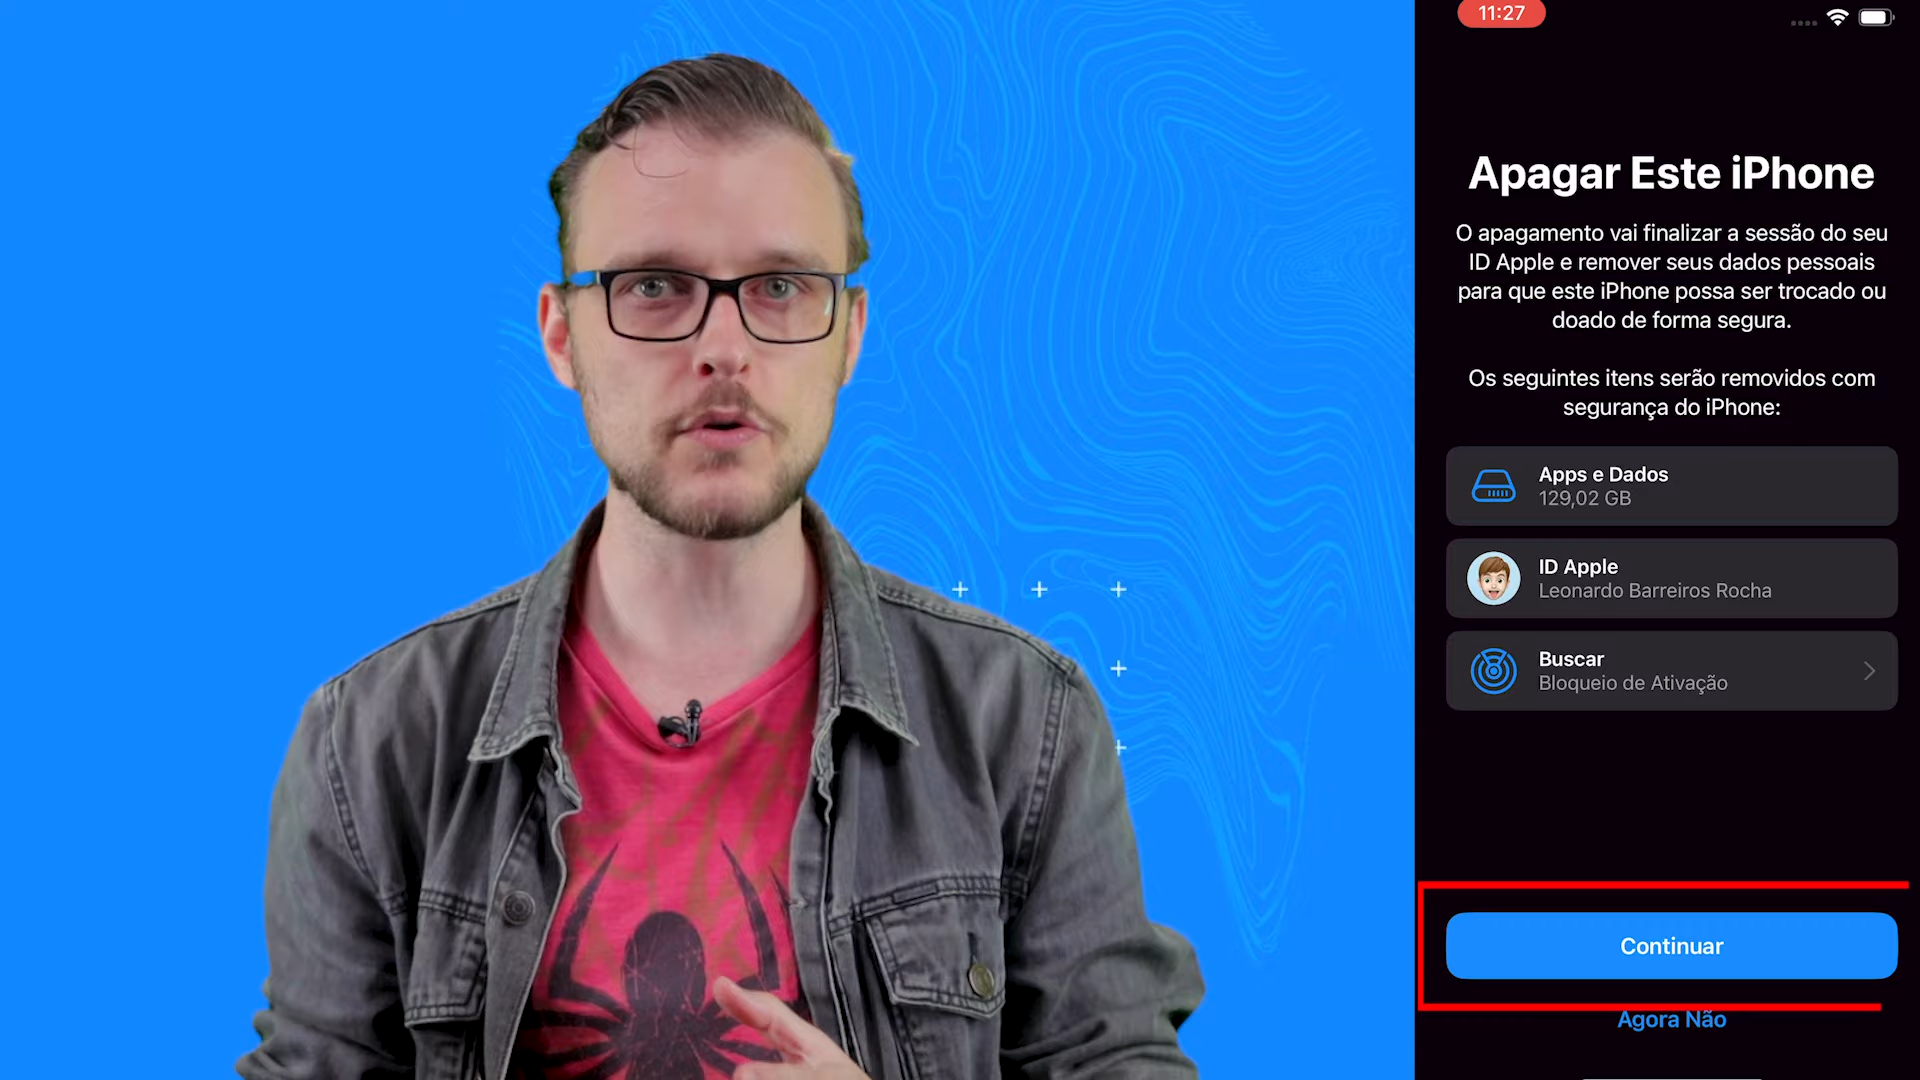 11:27
Apagar Este iPhone
O apagamento vai finalizar a sessão do seu
ID Apple e remover seus dados pessoais
para que este iPhone possa ser trocado ou
doado de forma segura.
Os seguintes itens serão removidos com
segurança do iPhone:
Apps e Dados
129,02 GB
ID Apple
Leonardo Barreiros Rocha
Buscar
Bloqueio de Ativação
Continuar
Agora Não